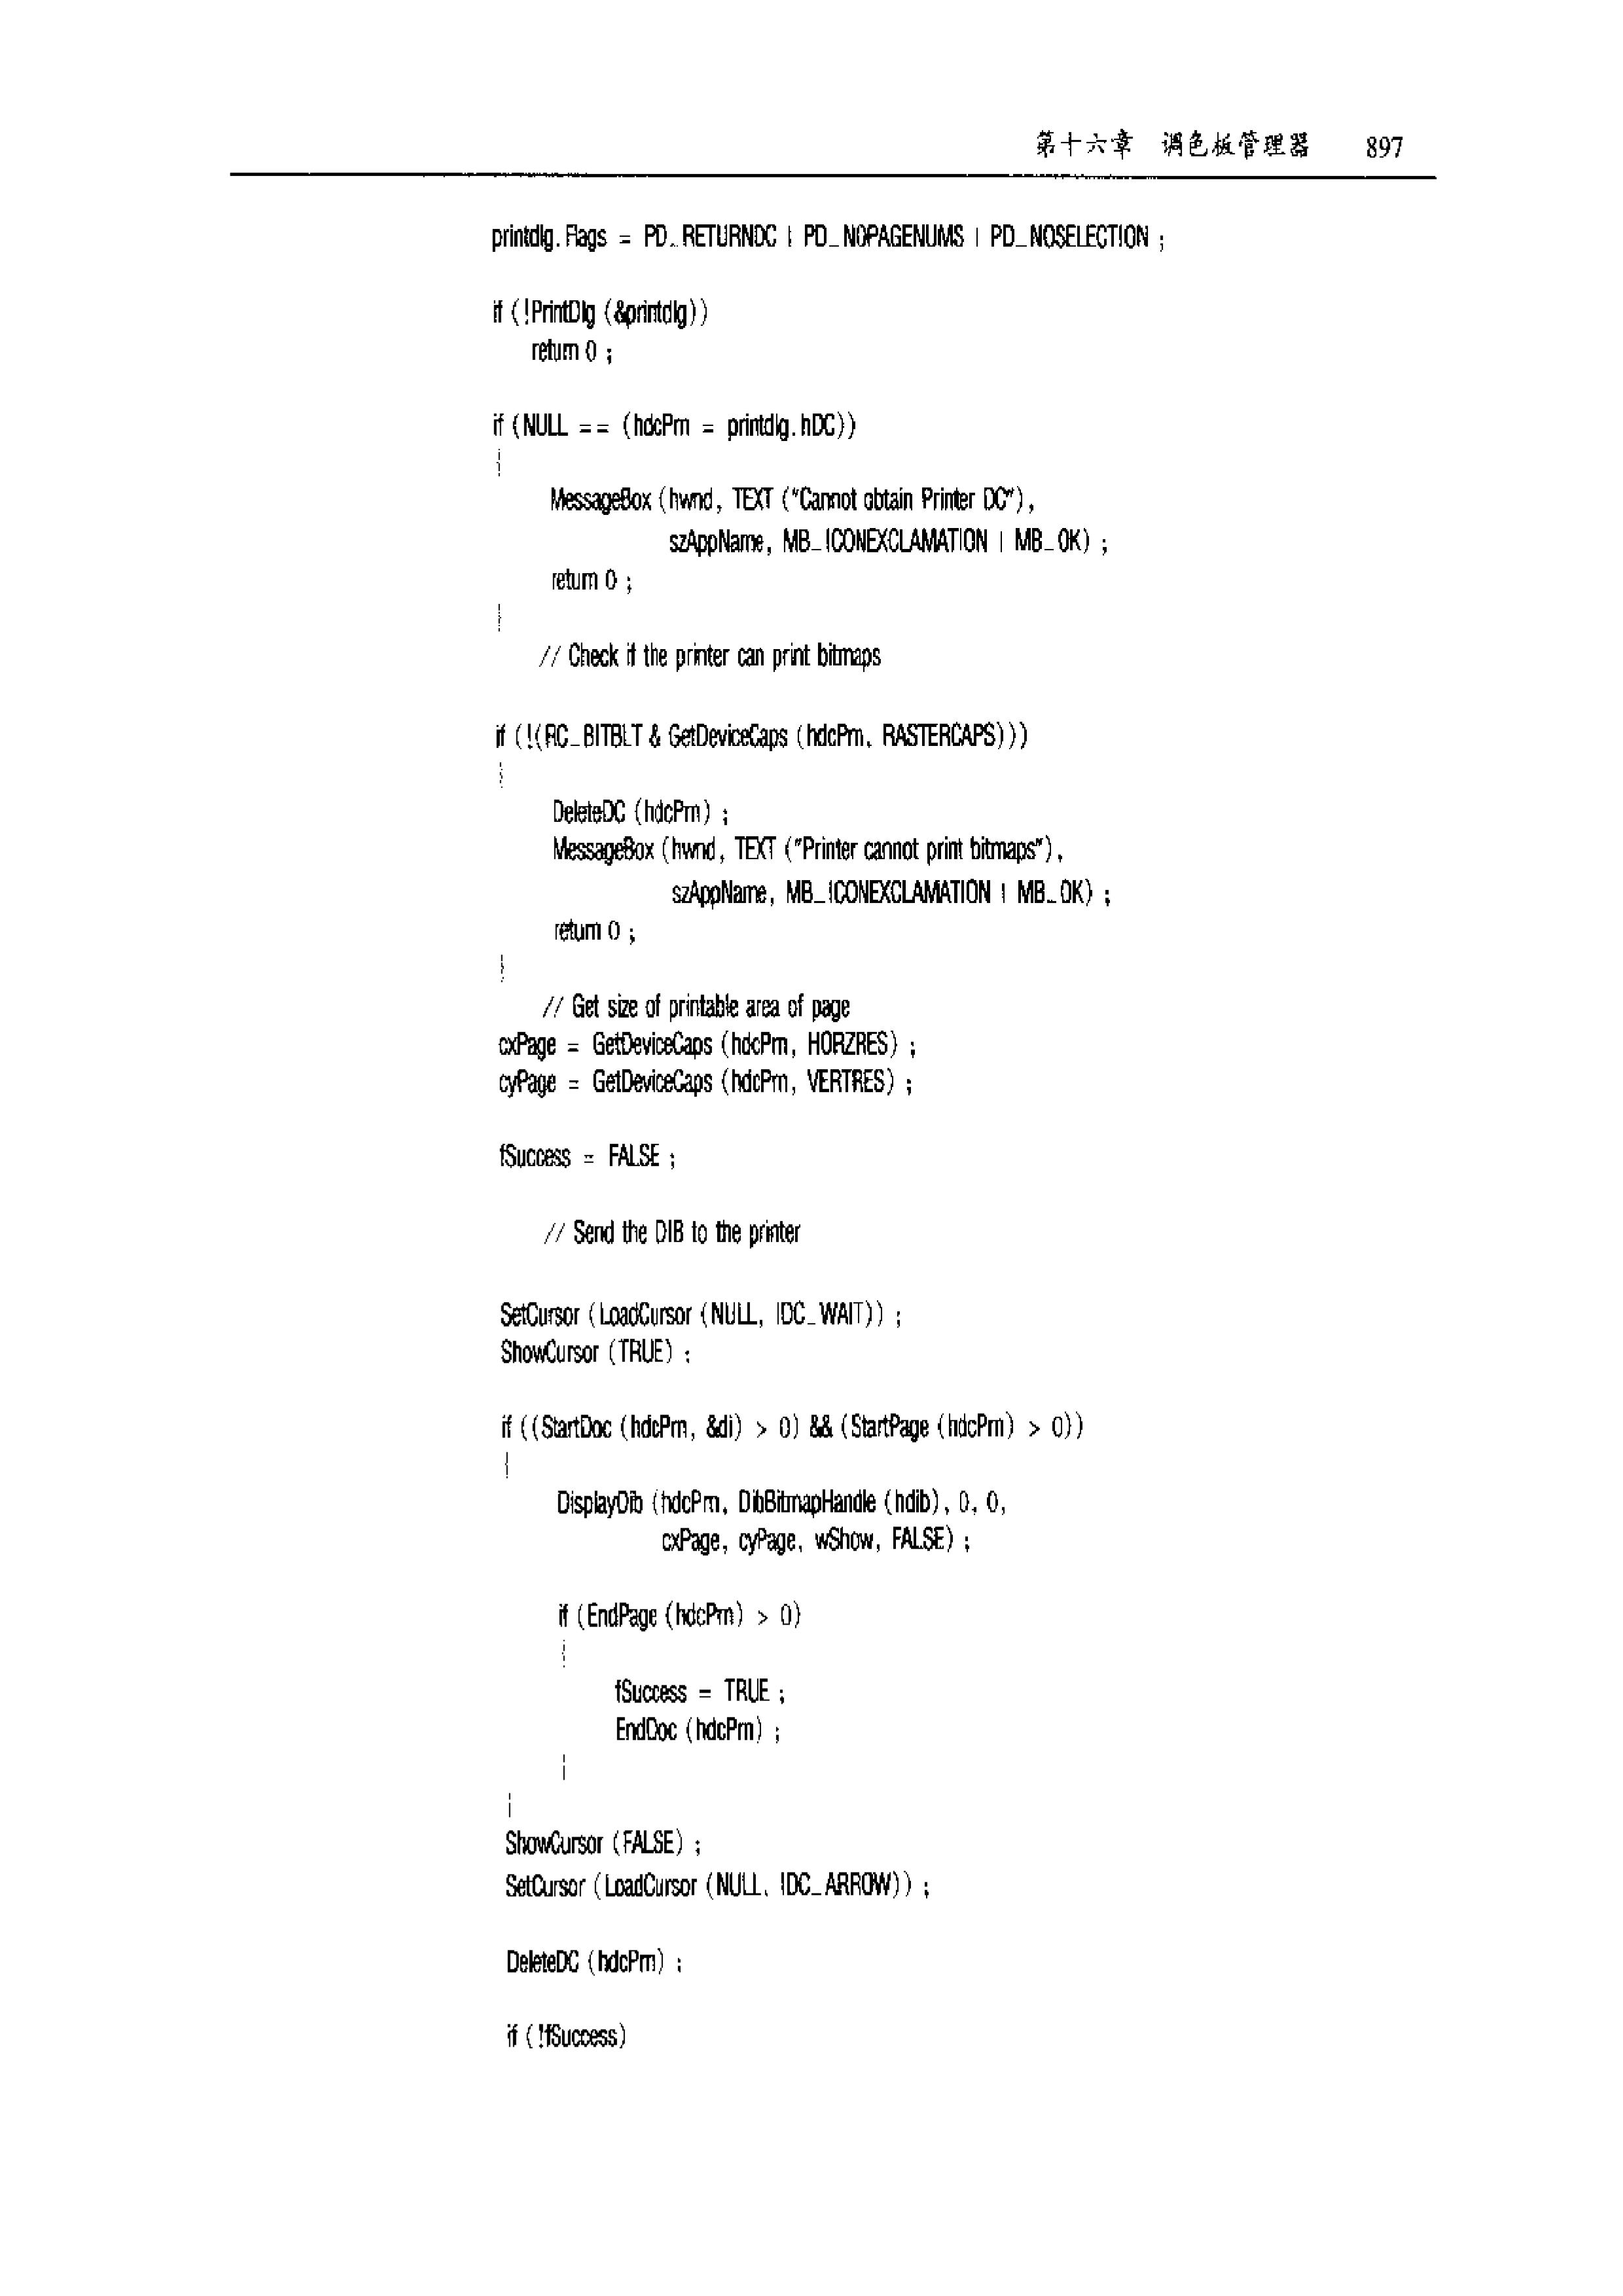 第十六章 调色板管理器 897
printdlg.Flags = PD_RETURNDC | PD_NOPAGENUMS | PD_NOSELECTION ;
if (!PrintDlg (&printdlg))
return 0 ;
if (NULL == (hdcPrn = printdlg.hDC))
{
MessageBox (hwnd, TEXT ("Cannot obtain Printer DC"),
szAppName, MB_ICONEXCLAMATION | MB_OK) ;
return 0 ;
}
// Check if the printer can print bitmaps
if (!(RC_BITBLT & GetDeviceCaps (hdcPrn, RASTERCAPS)))
{
DeleteDC (hdcPrn) ;
MessageBox (hwnd, TEXT ("Printer cannot print bitmaps"),
szAppName, MB_ICONEXCLAMATION | MB_OK) ;
return 0 ;
}
// Get size of printable area of page
cxPage = GetDeviceCaps (hdcPrn, HORZRES) ;
cyPage = GetDeviceCaps (hdcPrn, VERTRES) ;
fSuccess = FALSE ;
// Send the DIB to the printer
SetCursor (LoadCursor (NULL, IDC_WAIT)) ;
ShowCursor (TRUE) ;
if ((StartDoc (hdcPrn, &di) > 0) && (StartPage (hdcPrn) > 0))
{
DisplayDib (hdcPrn, DibBitmapHandle (hdib), 0, 0,
cxPage, cyPage, wShow, FALSE) ;
if (EndPage (hdcPrn) > 0)
{
fSuccess = TRUE ;
EndDoc (hdcPrn) ;
}
}
ShowCursor (FALSE) ;
SetCursor (LoadCursor (NULL, IDC_ARROW)) ;
DeleteDC (hdcPrn) ;
if (!fSuccess)